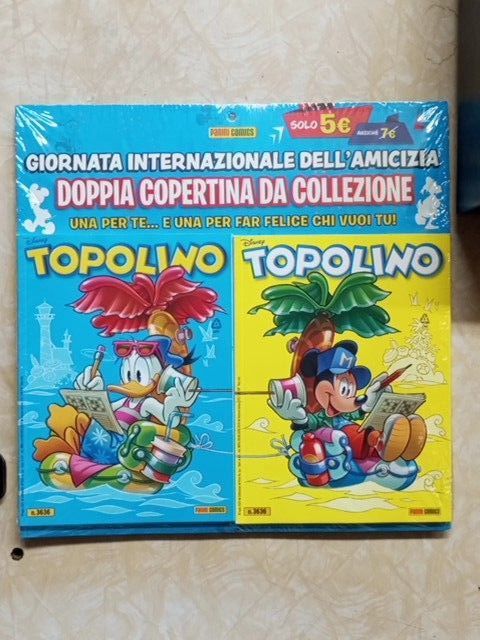 PANINI COMICS
SOLO 5€
ANZICHÉ 7€
GIORNATA INTERNAZIONALE DELL'AMICIZIA
DOPPIA COPERTINA DA COLLEZIONE
UNA PER TE... E UNA PER FAR FELICE CHI VUOI TU!
Disney
TOPOLINO
n. 3636
PANINI COMICS
Disney
TOPOLINO
M
n. 3636
PANINI COMICS